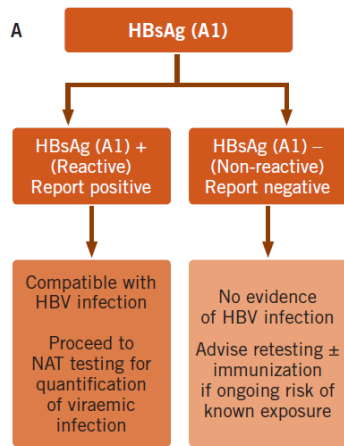 A
HBsAg (A1)
HBsAg (A1) +
(Reactive)
Report positive
HBsAg (A1) –
(Non-reactive)
Report negative
Compatible with
HBV infection
Proceed to
NAT testing for
quantification
of viraemic
infection
No evidence
of HBV infection
Advise retesting ±
immunization
if ongoing risk of
known exposure